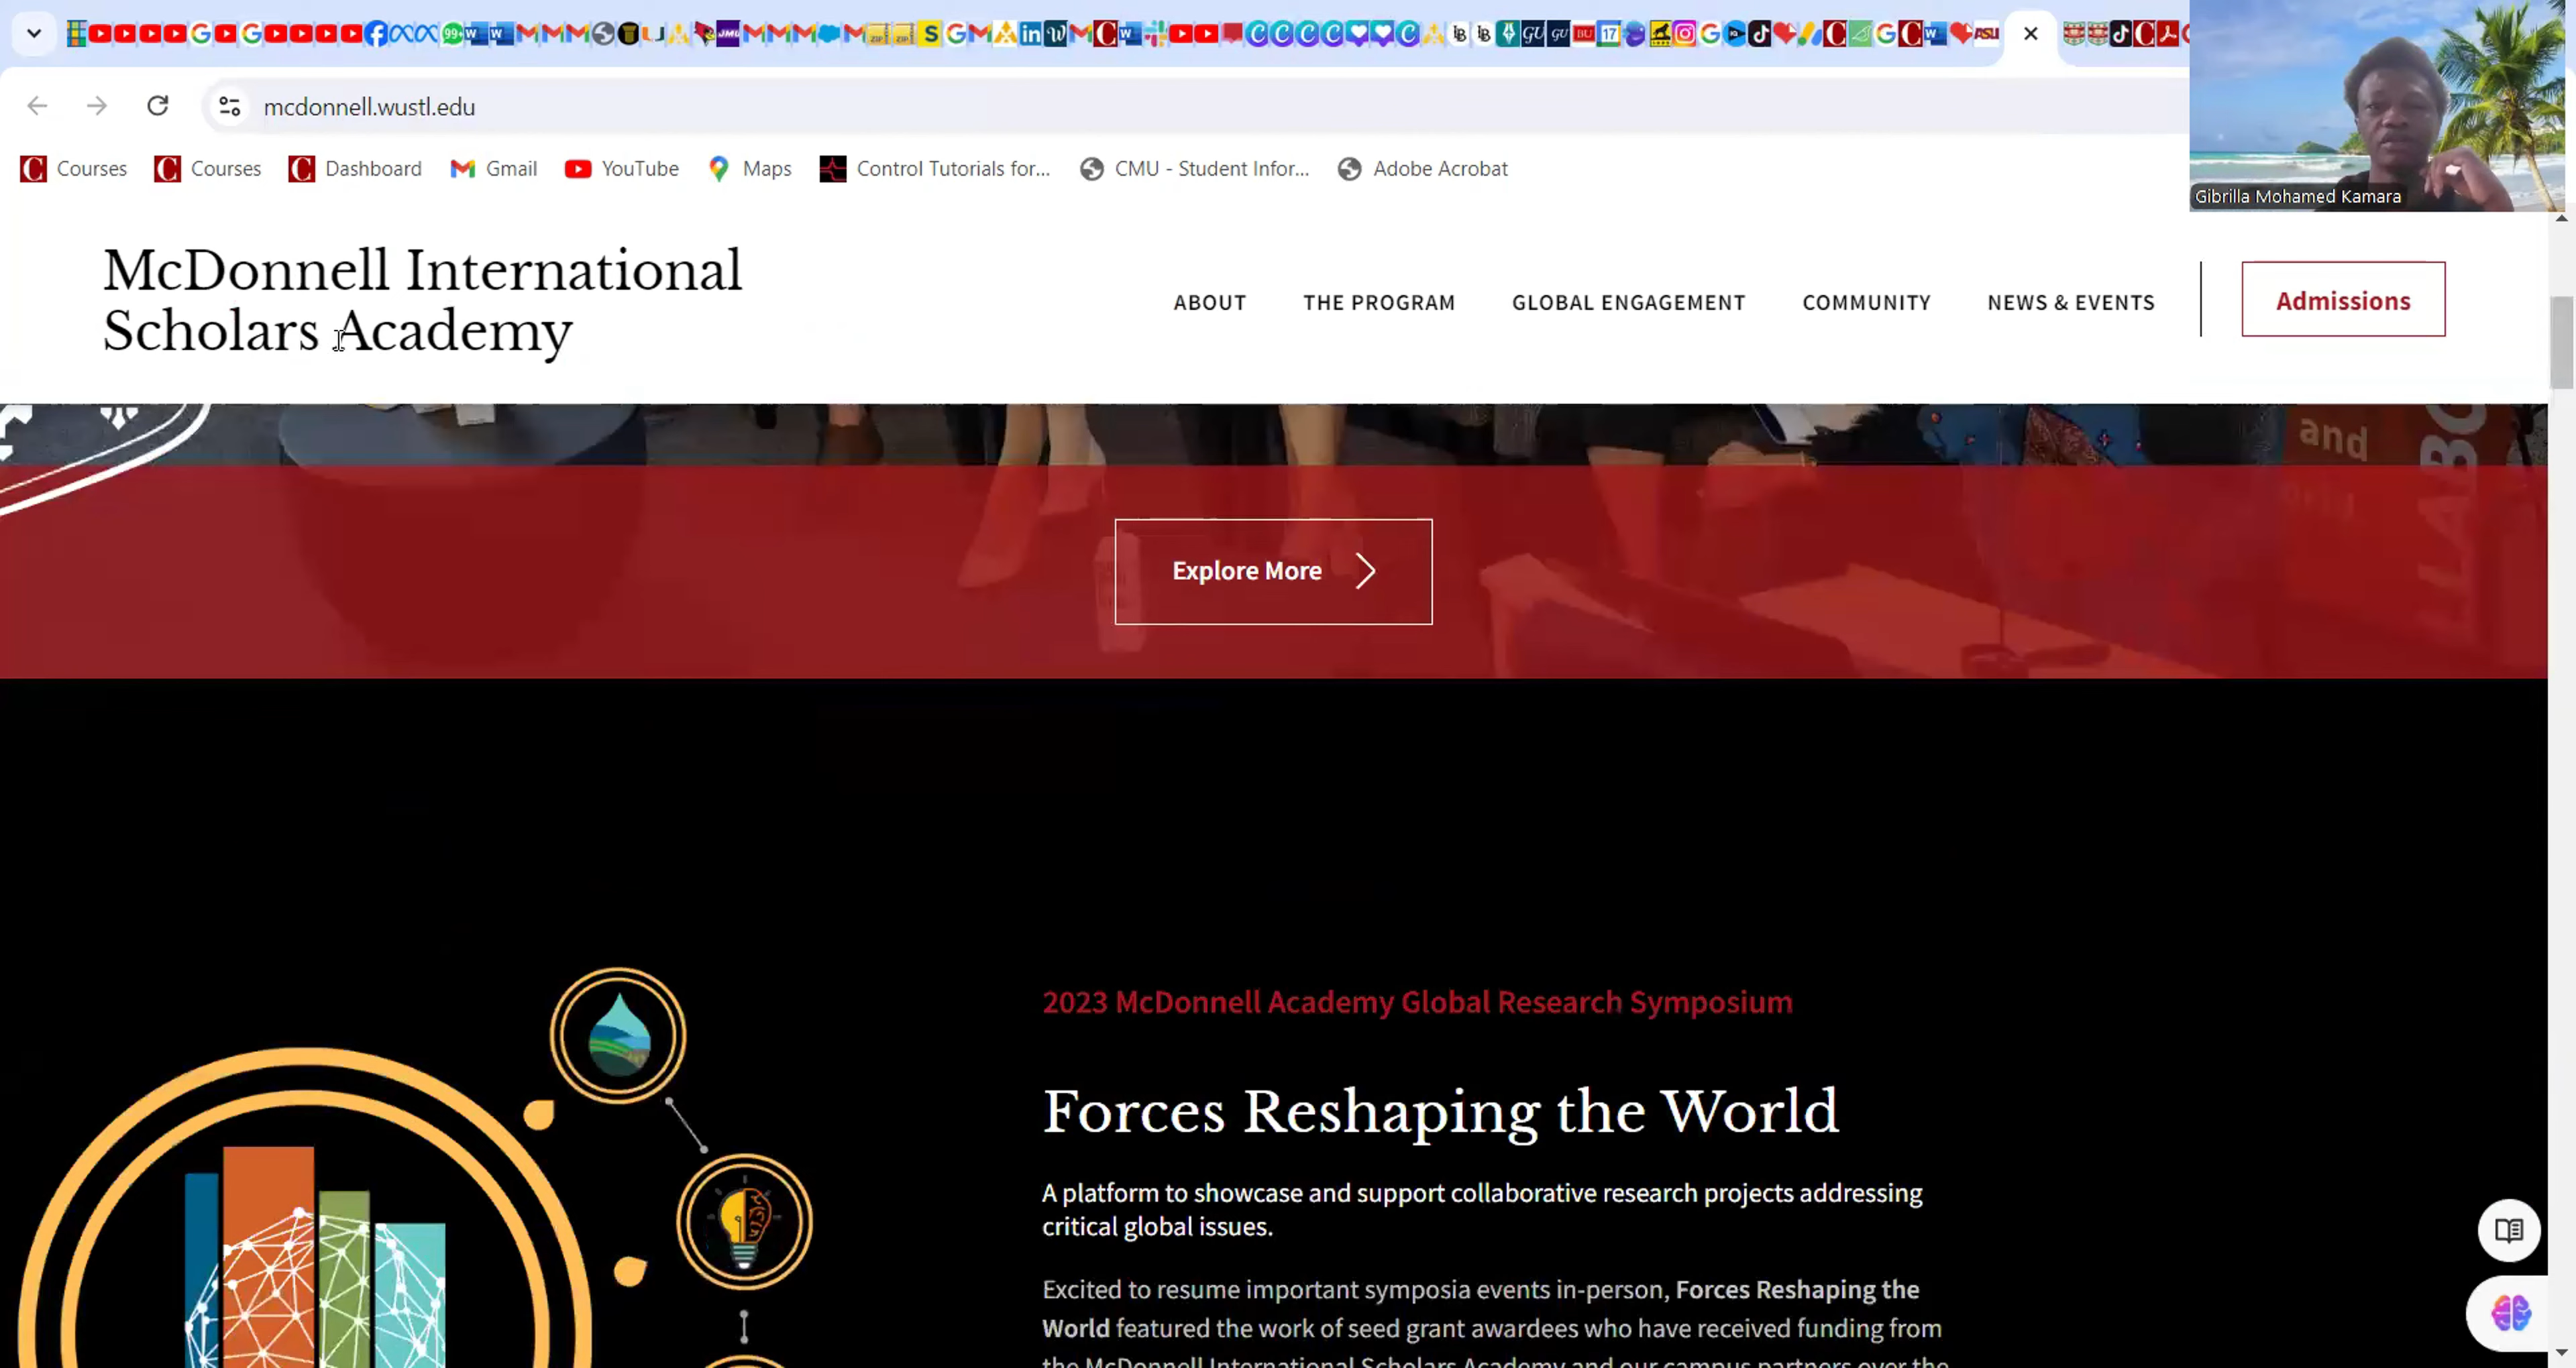 mcdonnell.wustl.edu
Courses Courses Dashboard Gmail YouTube Maps Control Tutorials for... CMU - Student Infor... Adobe Acrobat
Gibrilla Mohamed Kamara
McDonnell International
Scholars Academy
ABOUT THE PROGRAM GLOBAL ENGAGEMENT COMMUNITY NEWS & EVENTS Admissions
and
Explore More
2023 McDonnell Academy Global Research Symposium
Forces Reshaping the World
A platform to showcase and support collaborative research projects addressing
critical global issues.
Excited to resume important symposia events in-person, Forces Reshaping the
World featured the work of seed grant awardees who have received funding from
the McDonnell International Scholars Academy and our campus partners over the